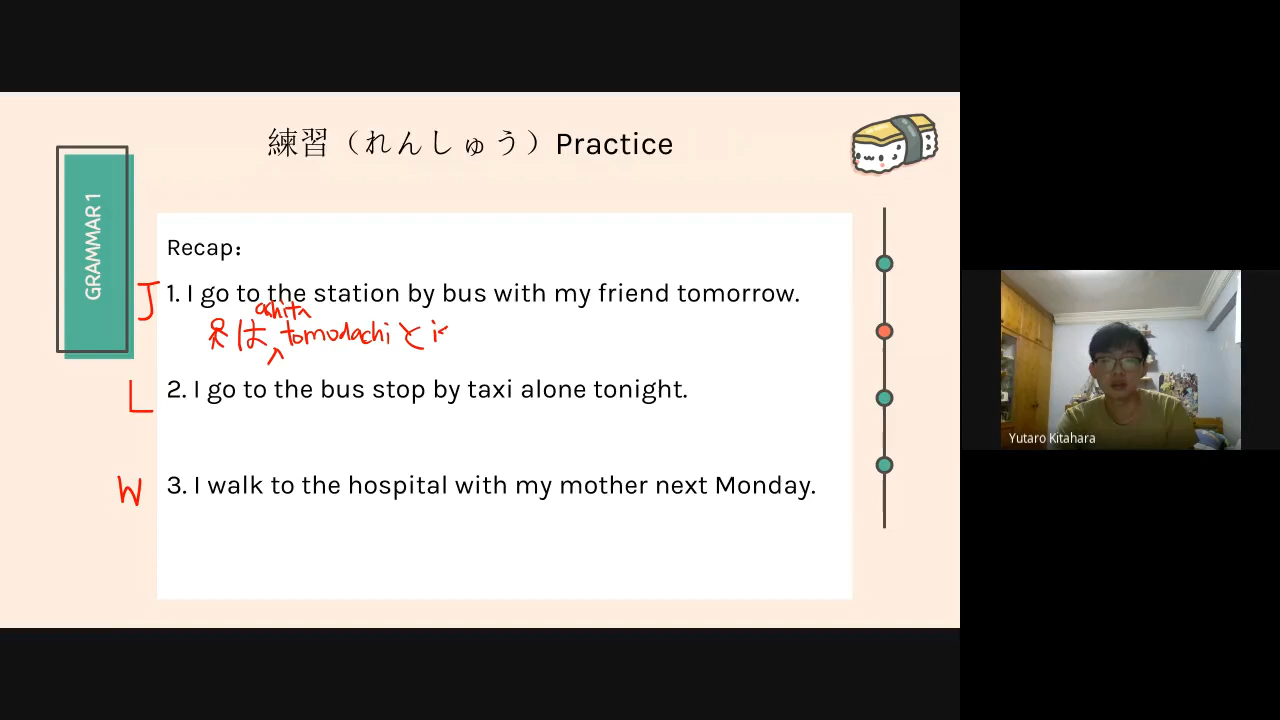 練習（れんしゅう）Practice
GRAMMAR 1
Recap：
J
1. I go to the station by bus with my friend tomorrow.
ashita
は tomodachi と
L
2. I go to the bus stop by taxi alone tonight.
W
3. I walk to the hospital with my mother next Monday.
Yutaro Kitahara